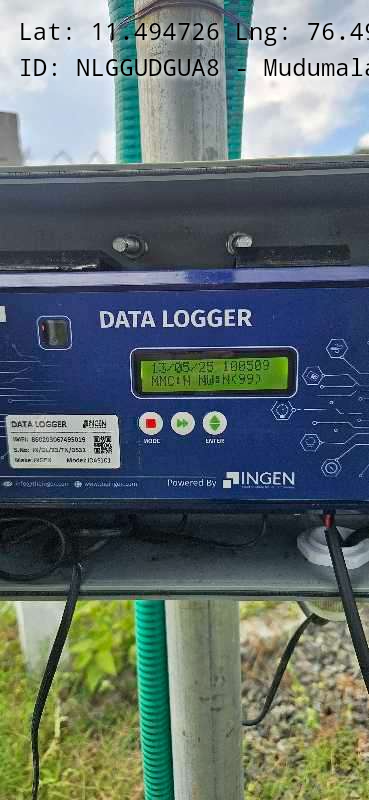 Lat: 11.494726 Lng: 76.49
ID: NLGGUDGUA8 - Mudumala
DATA LOGGER
13/05/25 100509
MMC:N NW:N(99)
DATA LOGGER INGEN
MODE
ENTER
Powered By INGEN